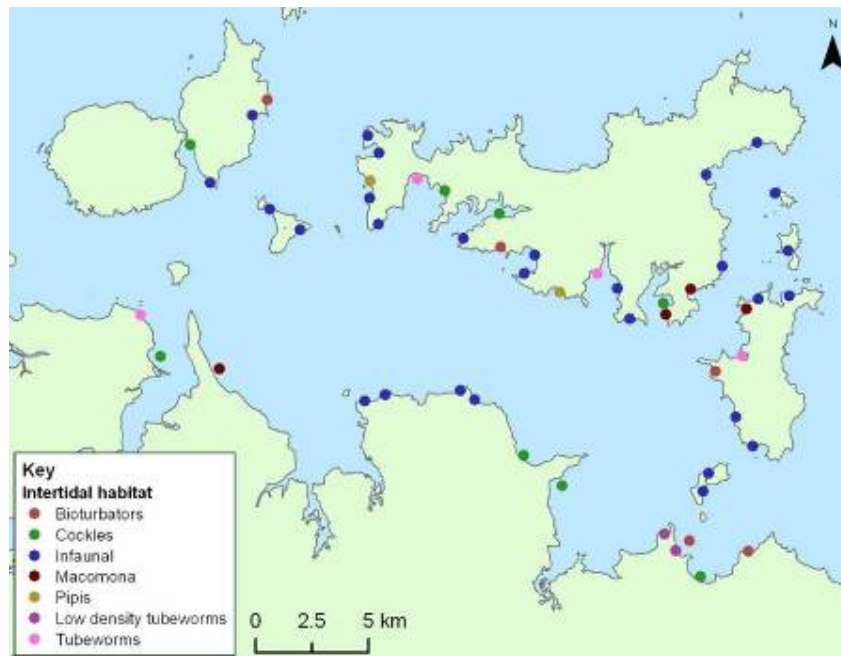 N
Key
Intertidal habitat
Bioturbators
Cockles
Infaunal
Macomona
Pipis
Low density tubeworms
Tubeworms
0 2.5 5 km